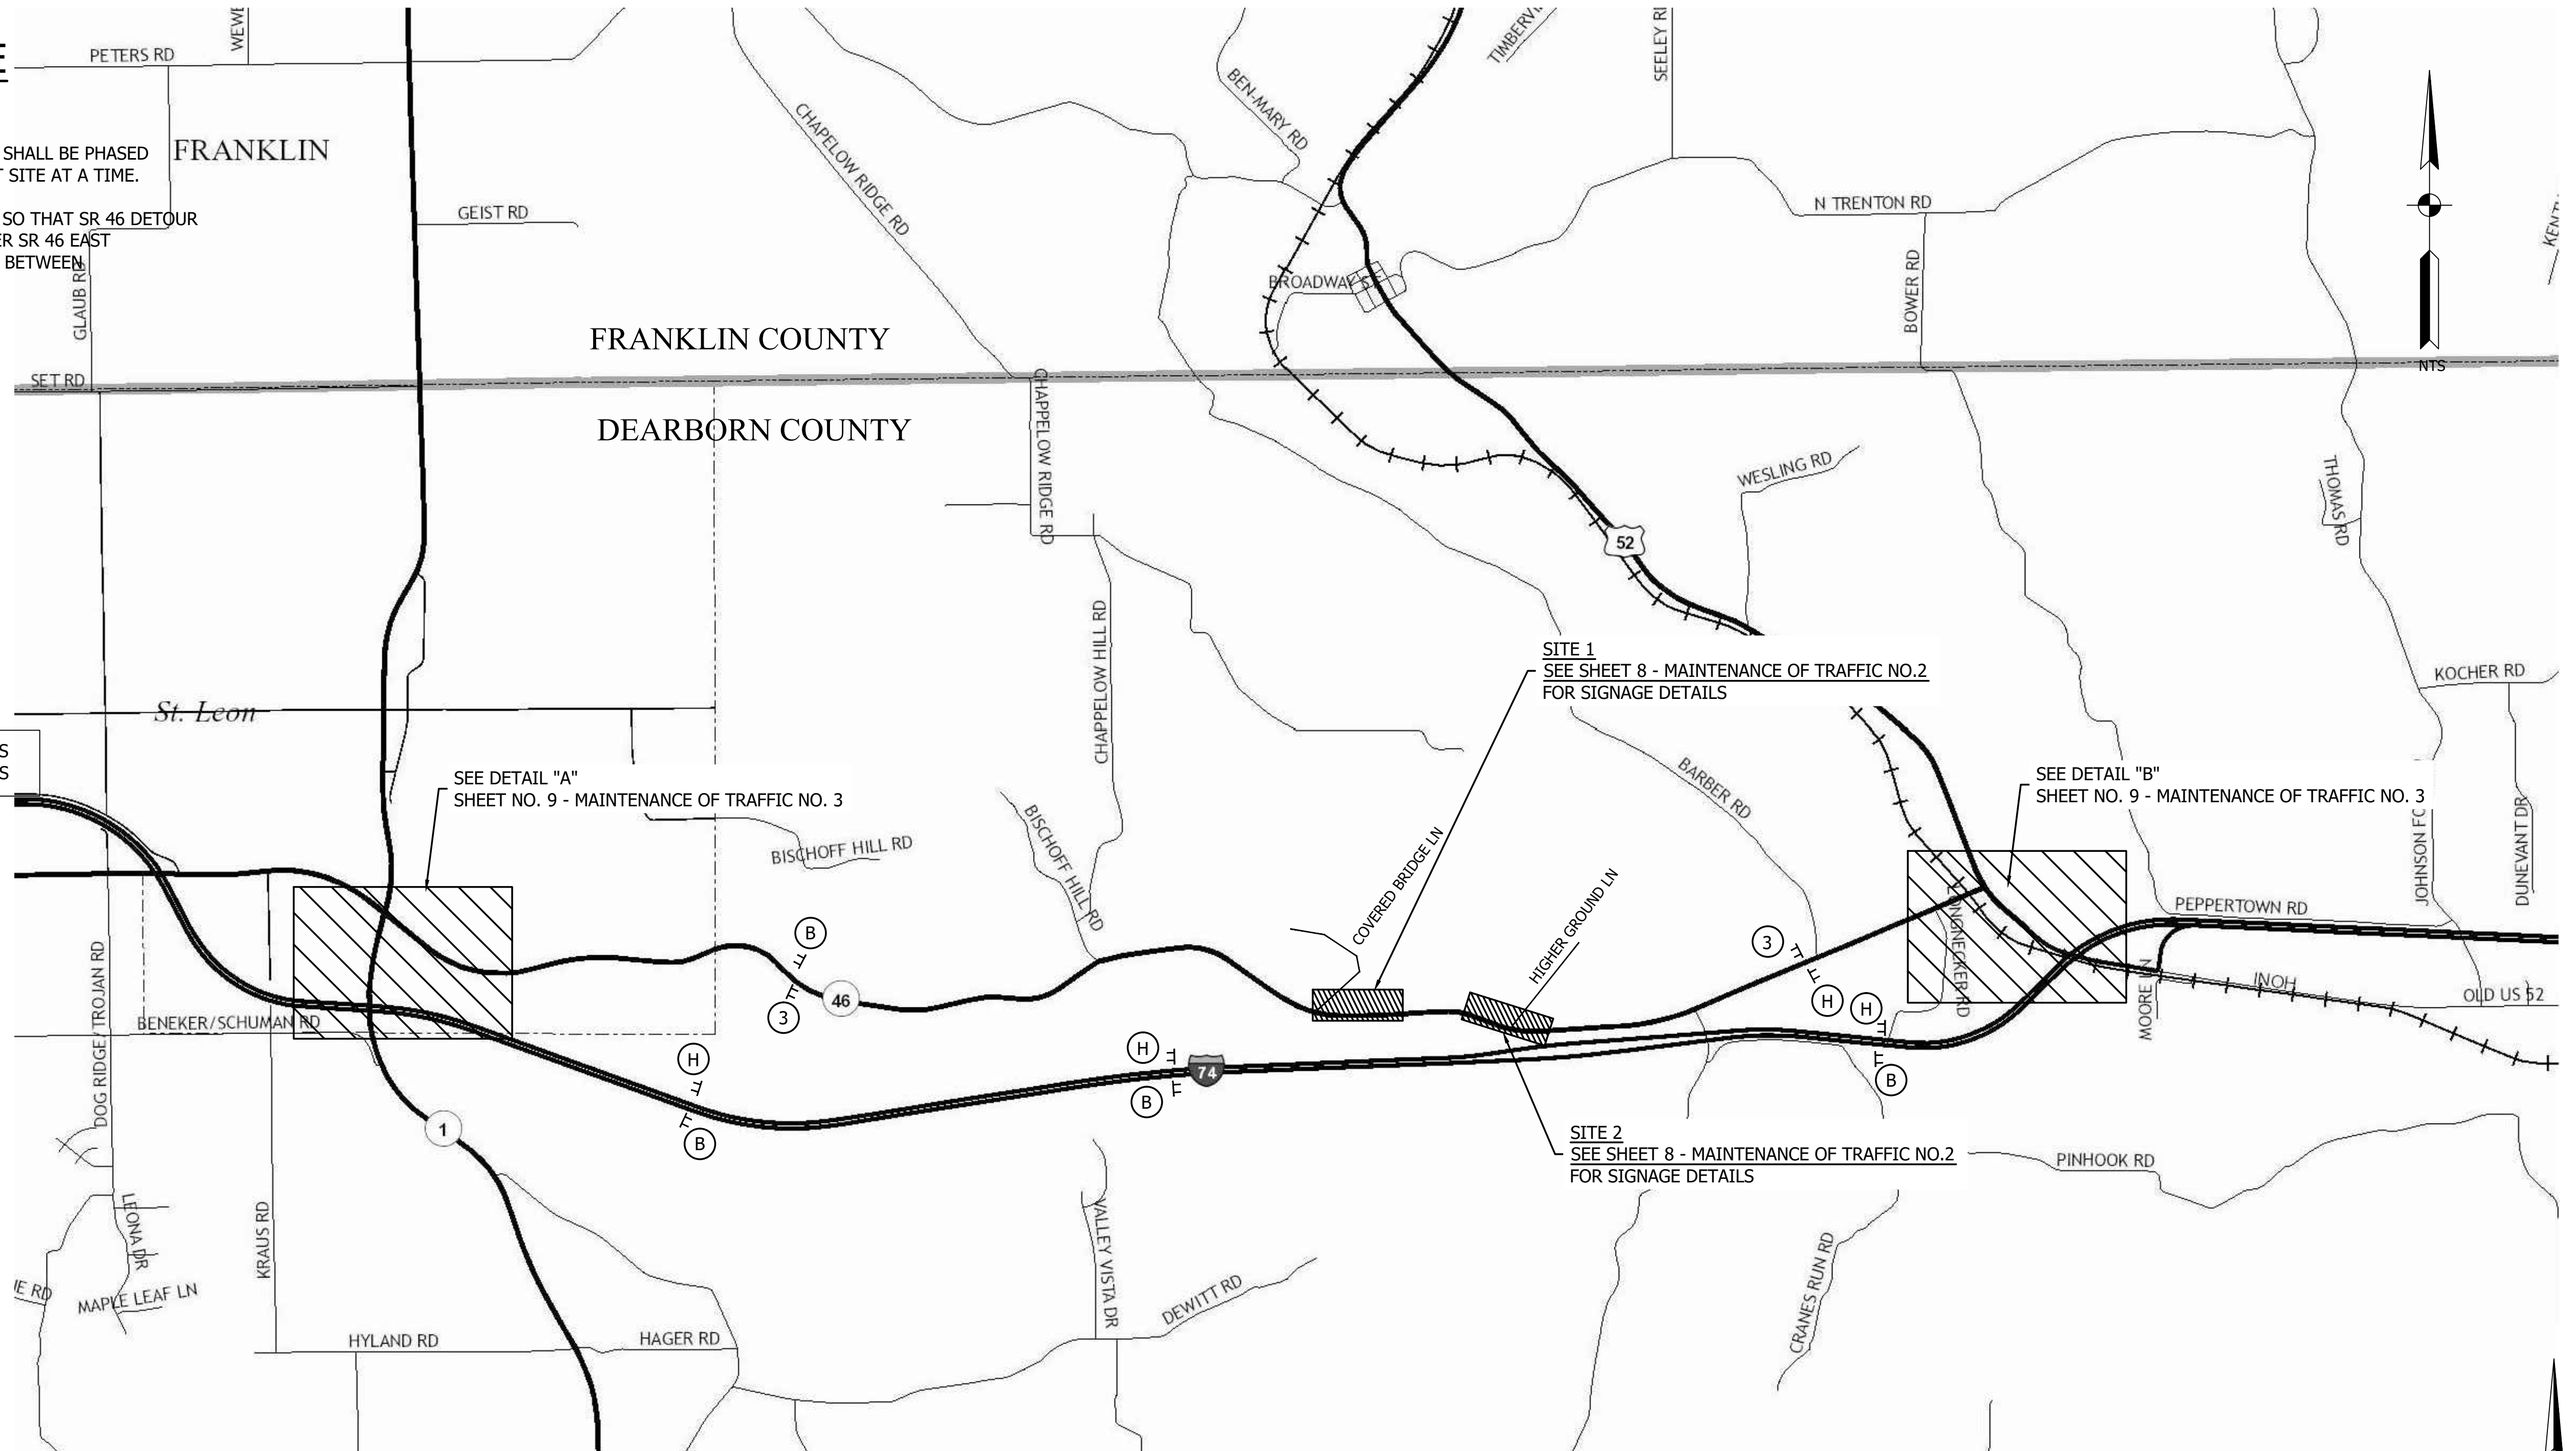 PETERS RD
SHALL BE PHASED
SITE AT A TIME.
SO THAT SR 46 DETOUR
SR 46 EAST
BETWEEN
FRANKLIN
GEIST RD
GLAUB RD
SET RD
CHAPELOW RIDGE RD
FRANKLIN COUNTY
DEARBORN COUNTY
BEN-MARY RD
SEELEY
BROADWAY ST
N TRENTON RD
BOWER RD
NTS
CHAPPELOW RIDGE RD
WESLING RD
THOMAS RD
52
CHAPPELOW HILL RD
SITE 1
SEE SHEET 8 - MAINTENANCE OF TRAFFIC NO.2
FOR SIGNAGE DETAILS
KOCHER RD
St. Leon
SEE DETAIL "A"
SHEET NO. 9 - MAINTENANCE OF TRAFFIC NO. 3
BARBER RD
SEE DETAIL "B"
SHEET NO. 9 - MAINTENANCE OF TRAFFIC NO. 3
JOHNSON
DUNEVANT DR
BISCHOFF HILL RD
BISCHOFF HILL RD
COVERED BRIDGE LN
HIGHER GROUND LN
PEPPERTOWN RD
LONGNECKER RD
B
3
46
3
H
H
B
INOH
OLD US 52
MOORE LN
DOG RIDGE / TROJAN RD
BENEKER/SCHUMAN RD
H
B
H
B
74
1
SITE 2
SEE SHEET 8 - MAINTENANCE OF TRAFFIC NO.2
FOR SIGNAGE DETAILS
PINHOOK RD
LEONA DR
KRAUS RD
VALLEY VISTA DR
DEWITT RD
CRANES RUN RD
RD
MAPLE LEAF LN
HYLAND RD
HAGER RD